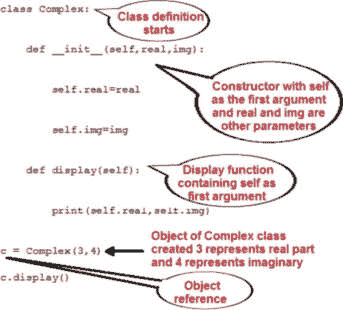 class Complex:
Class definition
starts
def __init__(self,real,img):
self.real=real
Constructor with self
as the first argument
and real and img are
other parameters
self.img=img
def display(self):
Display function
containing self as
first argument
print(self.real,self.img)
c = Complex(3,4)
Object of Complex class
created 3 represents real part
and 4 represents imaginary
c.display()
Object
reference